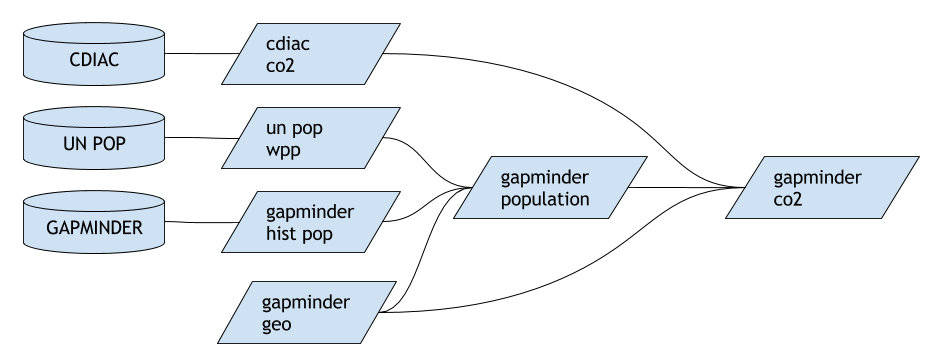 CDIAC
cdiac
co2
UN POP
un pop
wpp
GAPMINDER
gapminder
hist pop
gapminder
geo
gapminder
population
gapminder
co2